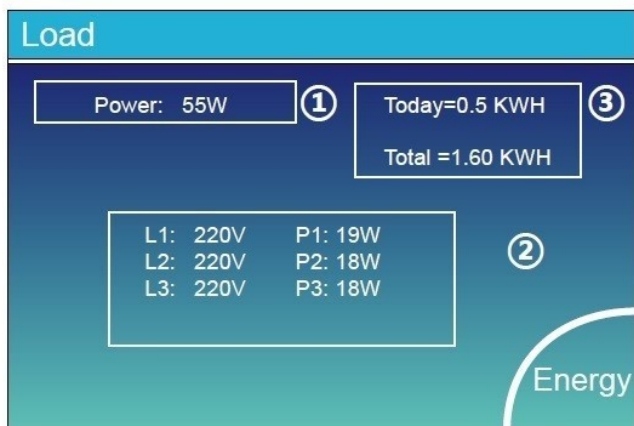 Load
Power: 55W ①
Today=0.5 KWH ③
Total =1.60 KWH
L1: 220V P1: 19W
L2: 220V P2: 18W
L3: 220V P3: 18W
②
Energy